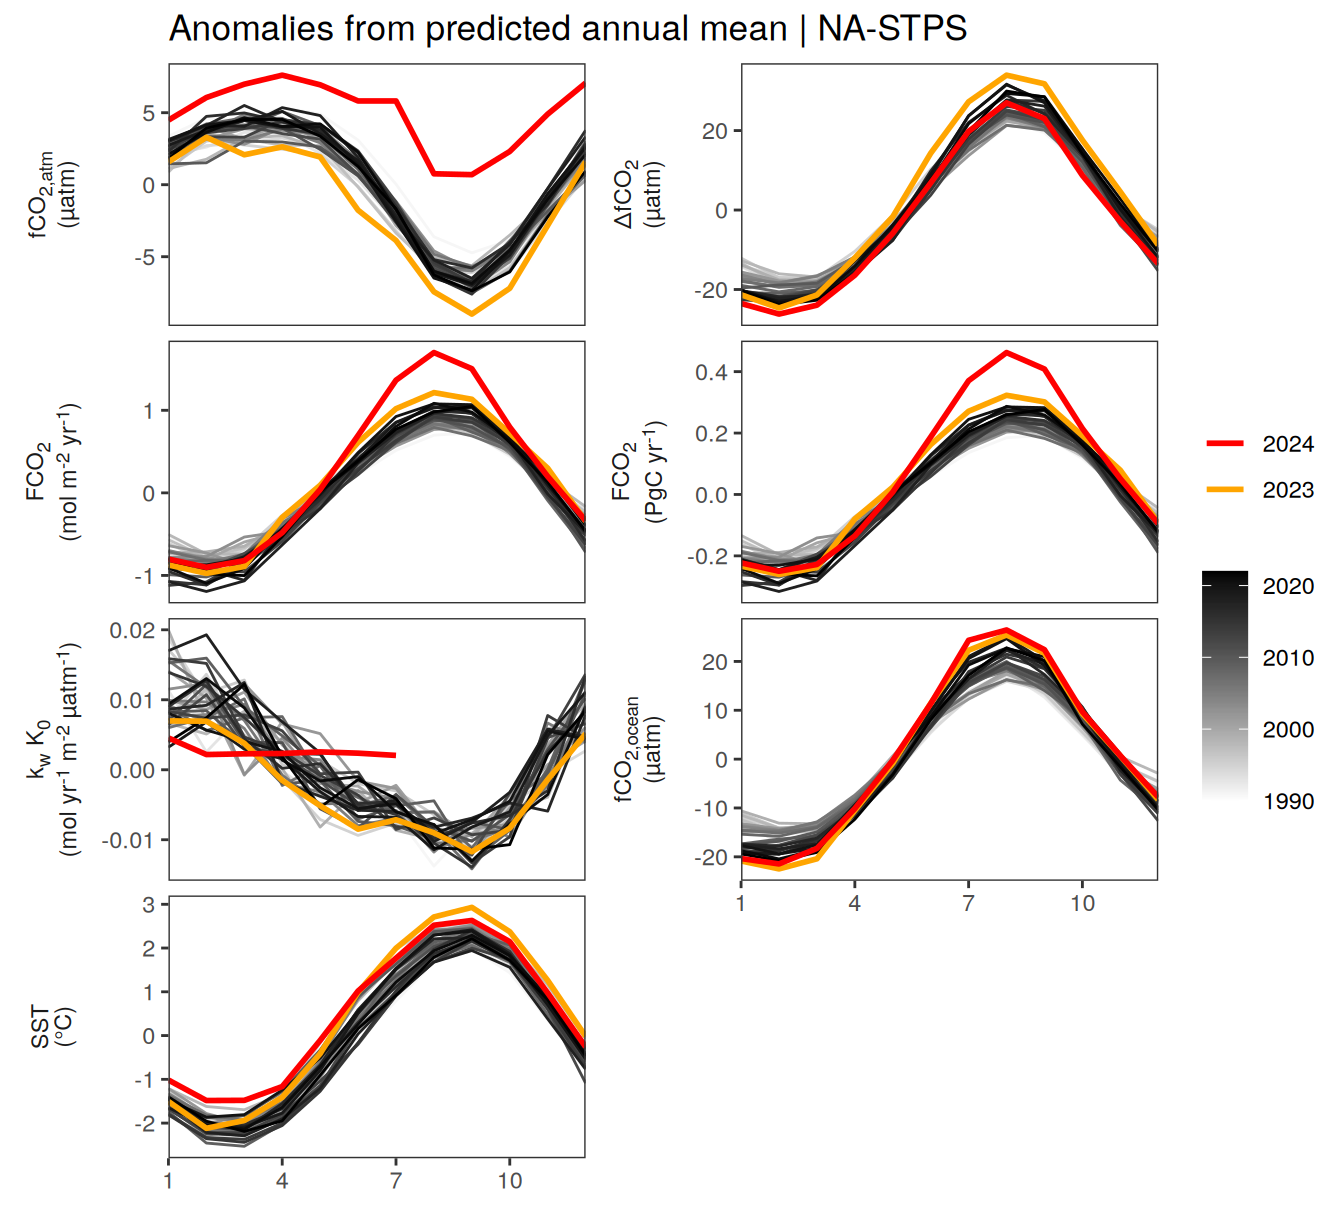 Anomalies from predicted annual mean | NA-STPS
fCO2,atm
(µatm)
5
0
-5
ΔfCO2
(µatm)
20
0
-20
FCO2
(mol m-2 yr-1)
1
0
-1
FCO2
(PgC yr-1)
0.4
0.2
0.0
-0.2
kw K0
(mol yr-1 m-2 µatm-1)
0.02
0.01
0.00
-0.01
fCO2,ocean
(µatm)
20
10
0
-10
-20
1 4 7 10
SST
(°C)
3
2
1
0
-1
-2
1 4 7 10
2024
2023
2020
2010
2000
1990